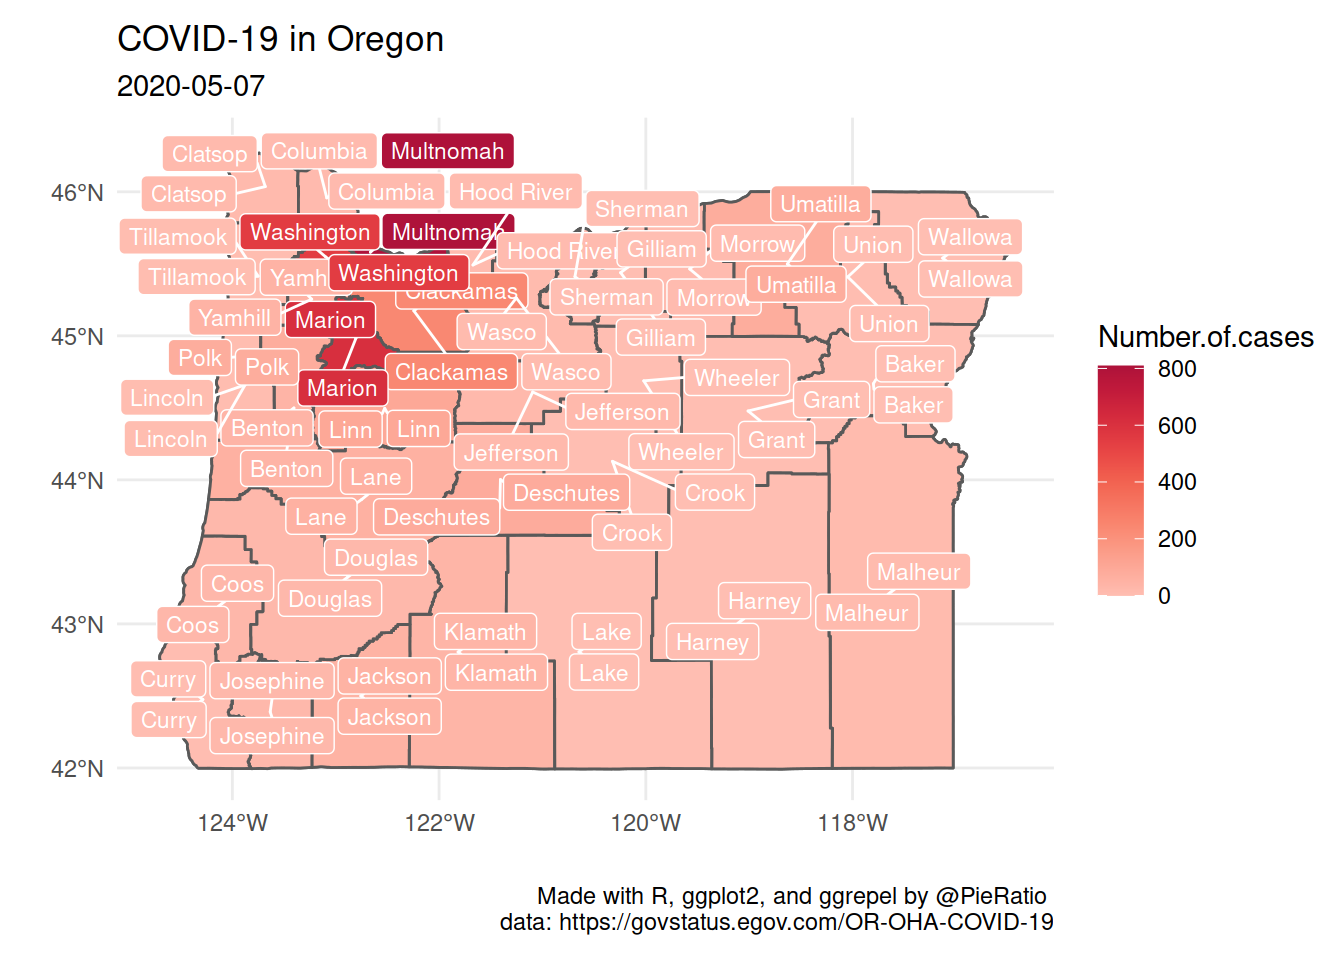 COVID-19 in Oregon
2020-05-07
Clatsop
Columbia
Multnomah
46°N
Clatsop
Columbia
Hood River
Sherman
Umatilla
Tillamook
Washington
Multnomah
Hood River
Gilliam
Morrow
Union
Wallowa
Tillamook
Yamh
Washington
Clackamas
Sherman
Morrow
Umatilla
Wallowa
Yamhill
Marion
Wasco
Gilliam
Union
45°N
Polk
Polk
Clackamas
Wasco
Wheeler
Baker
Lincoln
Marion
Jefferson
Grant
Baker
Lincoln
Benton
Linn
Linn
Jefferson
Wheeler
Grant
44°N
Benton
Lane
Deschutes
Crook
Lane
Deschutes
Crook
Douglas
Coos
Douglas
Malheur
Harney
Malheur
43°N
Coos
Klamath
Lake
Harney
Curry
Josephine
Jackson
Klamath
Lake
Curry
Josephine
Jackson
42°N
124°W
122°W
120°W
118°W
Number.of.cases
800
600
400
200
0
Made with R, ggplot2, and ggrepel by @PieRatio
data: https://govstatus.egov.com/OR-OHA-COVID-19